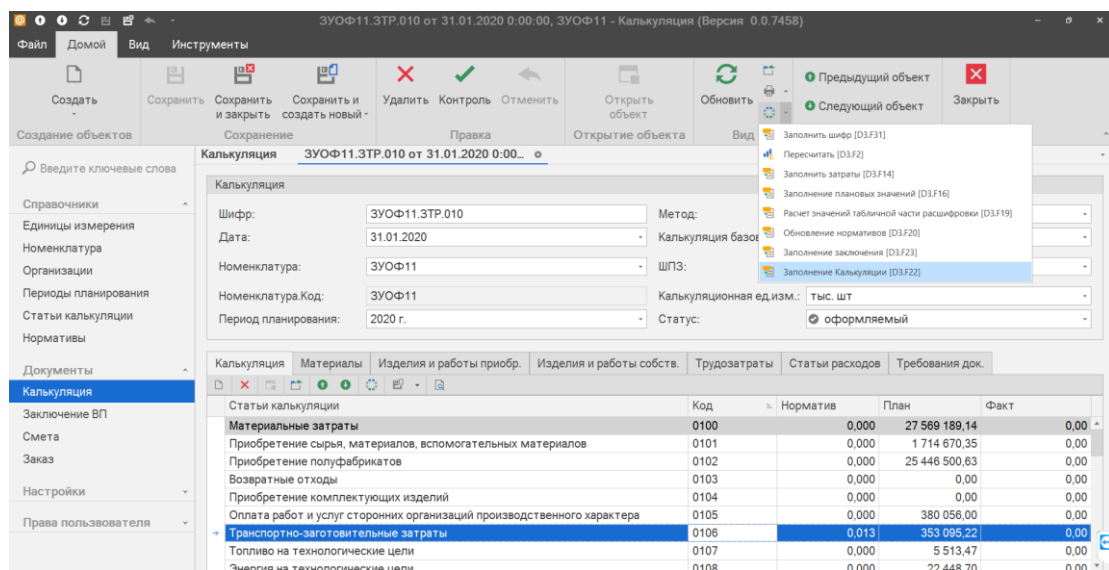 ЗУОФ11.ЗТР.010 от 31.01.2020 0:00:00, ЗУОФ11 - Калькуляция (Версия 0.0.7458)
Файл Домой Вид Инструменты
Создать Сохранить Сохранить и закрыть Сохранить и создать новый Удалить Контроль Отменить Открыть объект Обновить Предыдущий объект Следующий объект Закрыть
Создание объектов Сохранение Правка Открытие объекта Вид
Заполнить шифр [D3.F31]
Пересчитать [D3.F2]
Заполнить затраты [D3.F14]
Заполнение плановых значений [D3.F16]
Расчет значений табличной части расшифровки [D3.F19]
Обновление нормативов [D3.F20]
Заполнение заключения [D3.F23]
Заполнение Калькуляции [D3.F22]
Введите ключевые слова
Справочники
Единицы измерения
Номенклатура
Организации
Периоды планирования
Статьи калькуляции
Нормативы
Документы
Калькуляция
Заключение ВП
Смета
Заказ
Настройки
Права пользователя
Калькуляция ЗУОФ11.ЗТР.010 от 31.01.2020 0:00...
Калькуляция
Шифр: ЗУОФ11.ЗТР.010 Метод:
Дата: 31.01.2020 Калькуляция
Номенклатура: ЗУОФ11 ШПЗ:
Номенклатура.Код: ЗУОФ11 Калькуляционная ед.изм.: тыс. шт
Период планирования: 2020 г. Статус: оформляемый
Калькуляция Материалы Изделия и работы приобр. Изделия и работы собств. Трудозатраты Статьи расходов Требования док.
Статьи калькуляции Код Норматив План Факт
Материальные затраты 0100 0,000 27 569 189,14 0,00
Приобретение сырья, материалов, вспомогательных материалов 0101 0,000 1 714 670,35 0,00
Приобретение полуфабрикатов 0102 0,000 25 446 500,63 0,00
Возвратные отходы 0103 0,000 0,00 0,00
Приобретение комплектующих изделий 0104 0,000 0,00 0,00
Оплата работ и услуг сторонних организаций производственного характера 0105 0,000 380 056,00 0,00
Транспортно-заготовительные затраты 0106 0,013 353 095,22 0,00
Топливо на технологические цели 0107 0,000 5 513,47 0,00
Энергия на технологические цели 0108 0,000 22 448,70 0,00